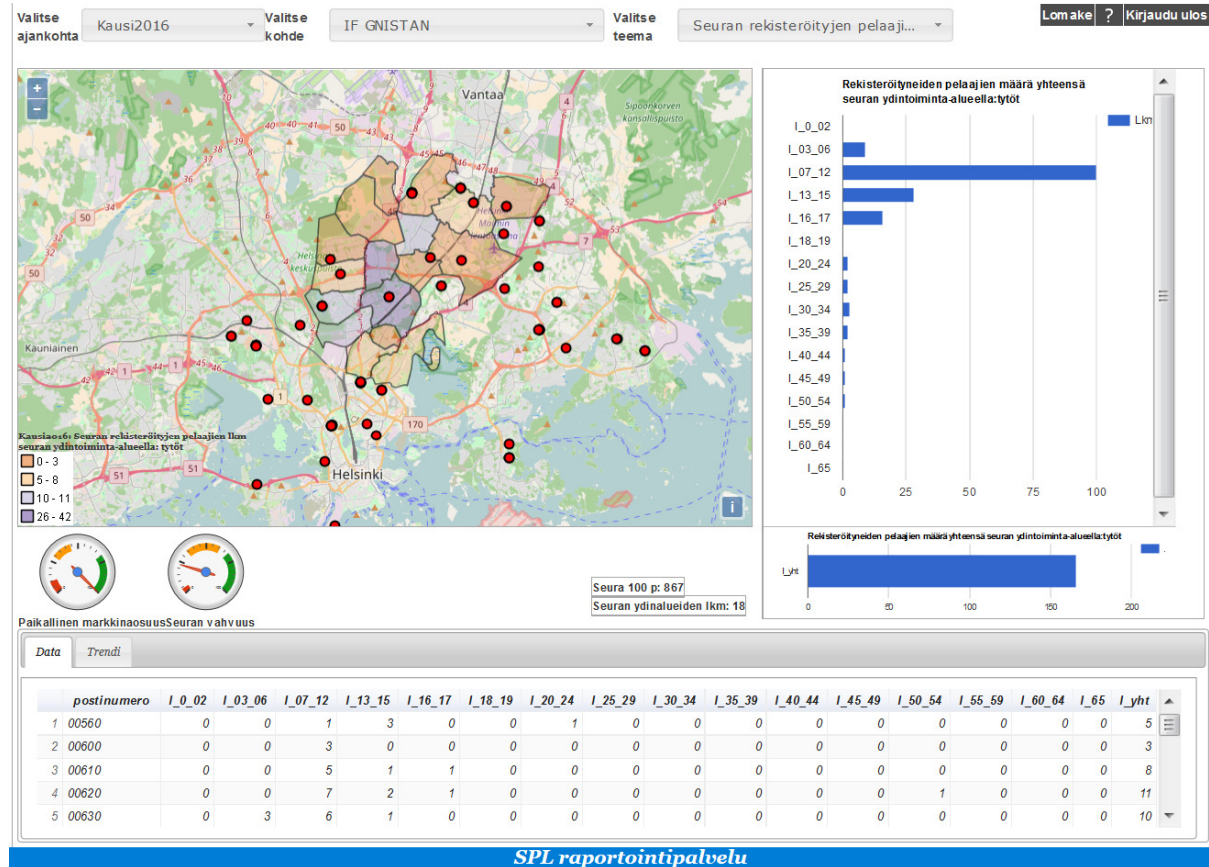 Valitse ajankohta
Kausi2016
Valitse kohde
IF GNISTAN
Valitse teema
Seuran rekisteröityjen pelaaji...
Lomake ? Kirjaudu ulos
+
-
Vantaa
Sipoonkorven kansallispuisto
Kauniainen
Helsinki
170
Kausi2016: Seuran rekisteröityjen pelaajien lkm
seuran ydintoiminta-alueella: tytöt
0 - 3
5 - 8
10 - 11
26 - 42
i
Rekisteröityneiden pelaajien määrä yhteensä
seuran ydintoiminta-alueella:tytöt
Lkm
I_0_02
I_03_06
I_07_12
I_13_15
I_16_17
I_18_19
I_20_24
I_25_29
I_30_34
I_35_39
I_40_44
I_45_49
I_50_54
I_55_59
I_60_64
I_65
0 25 50 75 100
Rekisteröityneiden pelaajien määrä yhteensä seuran ydintoiminta-alueella:tytöt
I_yht
0 50 100 150 200
Paikallinen markkinaosuus Seuran vahvuus
Seura 100 p: 867
Seuran ydinalueiden lkm: 18
Data Trendi
postinumero I_0_02 I_03_06 I_07_12 I_13_15 I_16_17 I_18_19 I_20_24 I_25_29 I_30_34 I_35_39 I_40_44 I_45_49 I_50_54 I_55_59 I_60_64 I_65 I_yht
1 00560 0 0 1 3 0 0 1 0 0 0 0 0 0 0 0 0 5
2 00600 0 0 3 0 0 0 0 0 0 0 0 0 0 0 0 0 3
3 00610 0 0 5 1 1 0 0 0 0 0 0 0 0 0 0 0 8
4 00620 0 0 7 2 1 0 0 0 0 0 0 0 1 0 0 0 11
5 00630 0 3 6 1 0 0 0 0 0 0 0 0 0 0 0 0 10
SPL raportointipalvelu